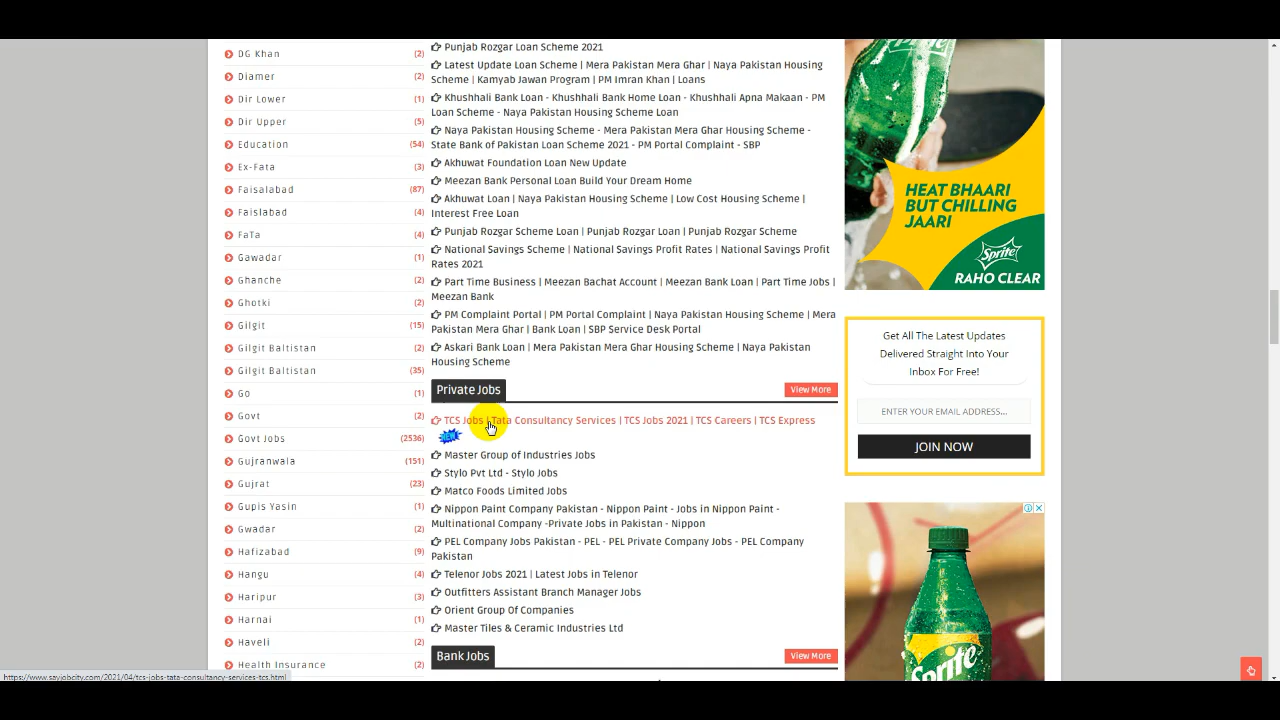 DG Khan (2)
Diamer (2)
Dir Lower (1)
Dir Upper (5)
Education (54)
Ex-Fata (3)
Faisalabad (87)
Faislabad (4)
FaTa (4)
Gawadar (1)
Ghanche (2)
Ghotki (2)
Gilgit (15)
Gilgit Baltistan (2)
Gilgit Baltistan (35)
Go (1)
Govt (2)
Govt Jobs (2536)
Gujranwala (151)
Gujrat (23)
Gupis Yasin (1)
Gwadar (2)
Hafizabad (9)
Hangu (4)
Haripur (3)
Harnai (1)
Haveli (2)
Health Insurance (2)
https://www.sayjobcity.com/2021/04/tcs-jobs-tata-consultancy-services-tcs.html
Punjab Rozgar Loan Scheme 2021
Latest Update Loan Scheme | Mera Pakistan Mera Ghar | Naya Pakistan Housing
Scheme | Kamyab Jawan Program | PM Imran Khan | Loans
Khushhali Bank Loan - Khushhali Bank Home Loan - Khushhali Apna Makaan - PM
Loan Scheme - Naya Pakistan Housing Scheme Loan
Naya Pakistan Housing Scheme - Mera Pakistan Mera Ghar Housing Scheme -
State Bank of Pakistan Loan Scheme 2021 - PM Portal Complaint - SBP
Akhuwat Foundation Loan New Update
Meezan Bank Personal Loan Build Your Dream Home
Akhuwat Loan | Naya Pakistan Housing Scheme | Low Cost Housing Scheme |
Interest Free Loan
Punjab Rozgar Scheme Loan | Punjab Rozgar Loan | Punjab Rozgar Scheme
National Savings Scheme | National Savings Profit Rates | National Savings Profit
Rates 2021
Part Time Business | Meezan Bachat Account | Meezan Bank Loan | Part Time Jobs |
Meezan Bank
PM Complaint Portal | PM Portal Complaint | Naya Pakistan Housing Scheme | Mera
Pakistan Mera Ghar | Bank Loan | SBP Service Desk Portal
Askari Bank Loan | Mera Pakistan Mera Ghar Housing Scheme | Naya Pakistan
Housing Scheme
Private Jobs View More
TCS Jobs | Tata Consultancy Services | TCS Jobs 2021 | TCS Careers | TCS Express
NEW
Master Group of Industries Jobs
Stylo Pvt Ltd - Stylo Jobs
Matco Foods Limited Jobs
Nippon Paint Company Pakistan - Nippon Paint - Jobs in Nippon Paint -
Multinational Company -Private Jobs in Pakistan - Nippon
PEL Company Jobs Pakistan - PEL - PEL Private Company Jobs - PEL Company
Pakistan
Telenor Jobs 2021 | Latest Jobs in Telenor
Outfitters Assistant Branch Manager Jobs
Orient Group Of Companies
Master Tiles & Ceramic Industries Ltd
Bank Jobs View More
HEAT BHAARI
BUT CHILLING
JAARI
Sprite
RAHO CLEAR
Get All The Latest Updates
Delivered Straight Into Your
Inbox For Free!
ENTER YOUR EMAIL ADDRESS...
JOIN NOW
Sprite